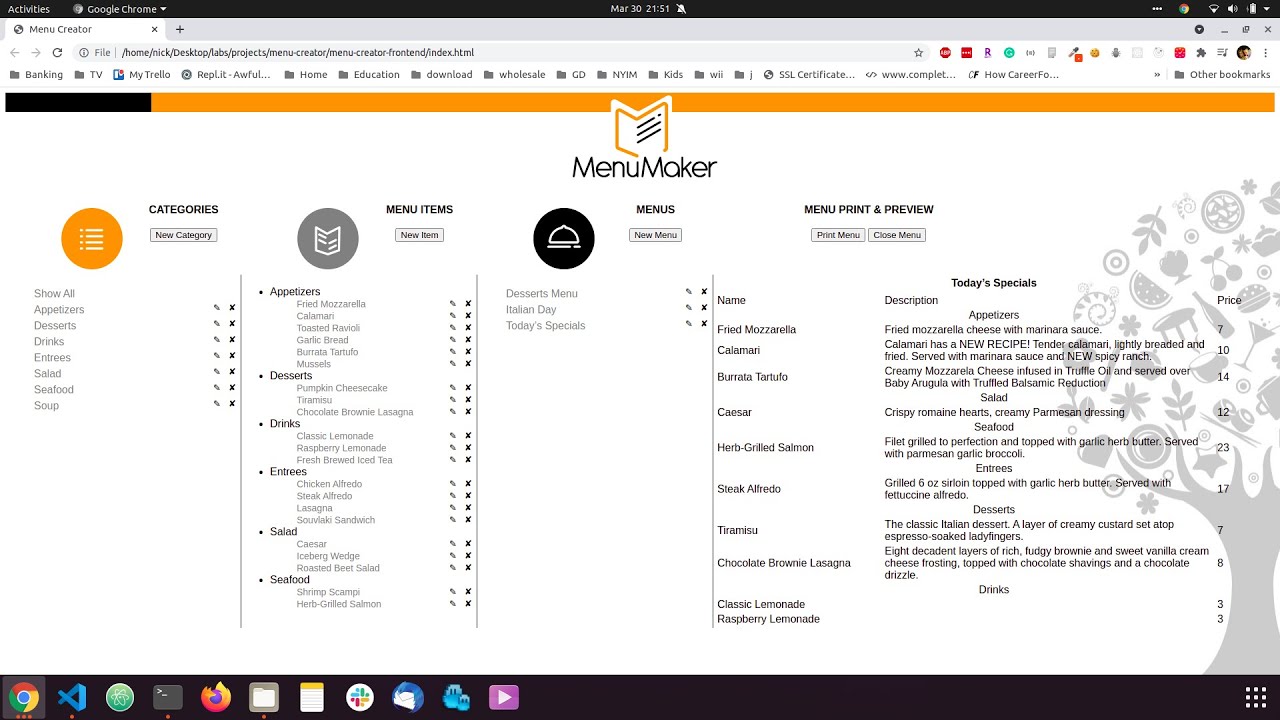 Activities
Google Chrome
Mar 30 21:51
Menu Creator
File
/home/nick/Desktop/labs/projects/menu-creator/menu-creator-frontend/index.html
Banking
TV
My Trello
Repl.it - Awful...
Home
Education
download
wholesale
GD
NYIM
Kids
wii
j
SSL Certificate...
www.complet...
How CareerFo...
»
Other bookmarks
MenuMaker
CATEGORIES
New Category
Show All
Appetizers
Desserts
Drinks
Entrees
Salad
Seafood
Soup
MENU ITEMS
New Item
Appetizers
Fried Mozzarella
Calamari
Toasted Ravioli
Garlic Bread
Burrata Tartufo
Mussels
Desserts
Pumpkin Cheesecake
Tiramisu
Chocolate Brownie Lasagna
Drinks
Classic Lemonade
Raspberry Lemonade
Fresh Brewed Iced Tea
Entrees
Chicken Alfredo
Steak Alfredo
Lasagna
Souvlaki Sandwich
Salad
Caesar
Iceberg Wedge
Roasted Beet Salad
Seafood
Shrimp Scampi
Herb-Grilled Salmon
MENUS
New Menu
Desserts Menu
Italian Day
Today's Specials
MENU PRINT & PREVIEW
Print Menu Close Menu
Today's Specials
Name Description Price
Appetizers
Fried Mozzarella Fried mozzarella cheese with marinara sauce. 7
Calamari Calamari has a NEW RECIPE! Tender calamari, lightly breaded and 10
fried. Served with marinara sauce and NEW spicy ranch.
Burrata Tartufo Creamy Mozzarela Cheese infused in Truffle Oil and served over 14
Baby Arugula with Truffled Balsamic Reduction
Salad
Caesar Crispy romaine hearts, creamy Parmesan dressing 12
Seafood
Herb-Grilled Salmon Filet grilled to perfection and topped with garlic herb butter. Served 23
with parmesan garlic broccoli.
Entrees
Steak Alfredo Grilled 6 oz sirloin topped with garlic herb butter. Served with 17
fettuccine alfredo.
Desserts
Tiramisu The classic Italian dessert. A layer of creamy custard set atop 7
espresso-soaked ladyfingers.
Chocolate Brownie Lasagna Eight decadent layers of rich, fudgy brownie and sweet vanilla cream 8
cheese frosting, topped with chocolate shavings and a chocolate
drizzle.
Drinks
Classic Lemonade 3
Raspberry Lemonade 3